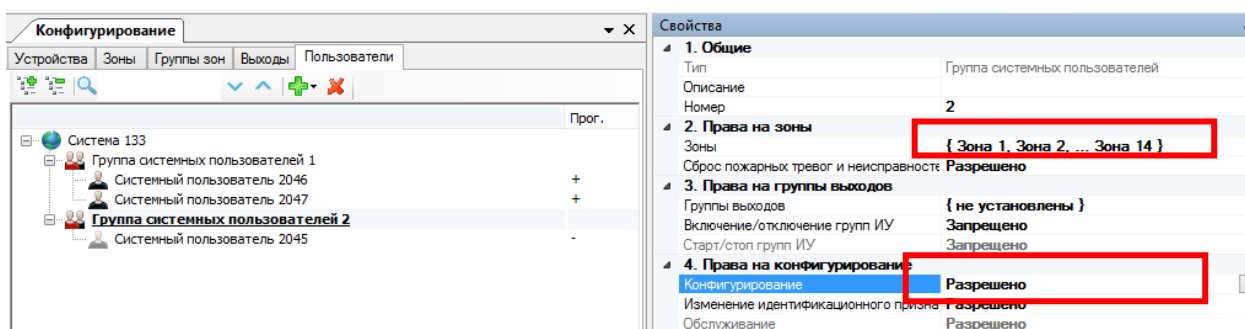 Конфигурирование
Устройства Зоны Группы зон Выходы Пользователи
Прог.
Система 133
Группа системных пользователей 1
Системный пользователь 2046 +
Системный пользователь 2047 +
Группа системных пользователей 2
Системный пользователь 2045 -
Свойства
1. Общие
Тип Группа системных пользователей
Описание
Номер 2
2. Права на зоны
Зоны { Зона 1, Зона 2, ... Зона 14 }
Сброс пожарных тревог и неисправносте Разрешено
3. Права на группы выходов
Группы выходов { не установлены }
Включение/отключение групп ИУ Запрещено
Старт/стоп групп ИУ Запрещено
4. Права на конфигурирование
Конфигурирование Разрешено
Изменение идентификационного призна Разрешено
Обслуживание Разрешено